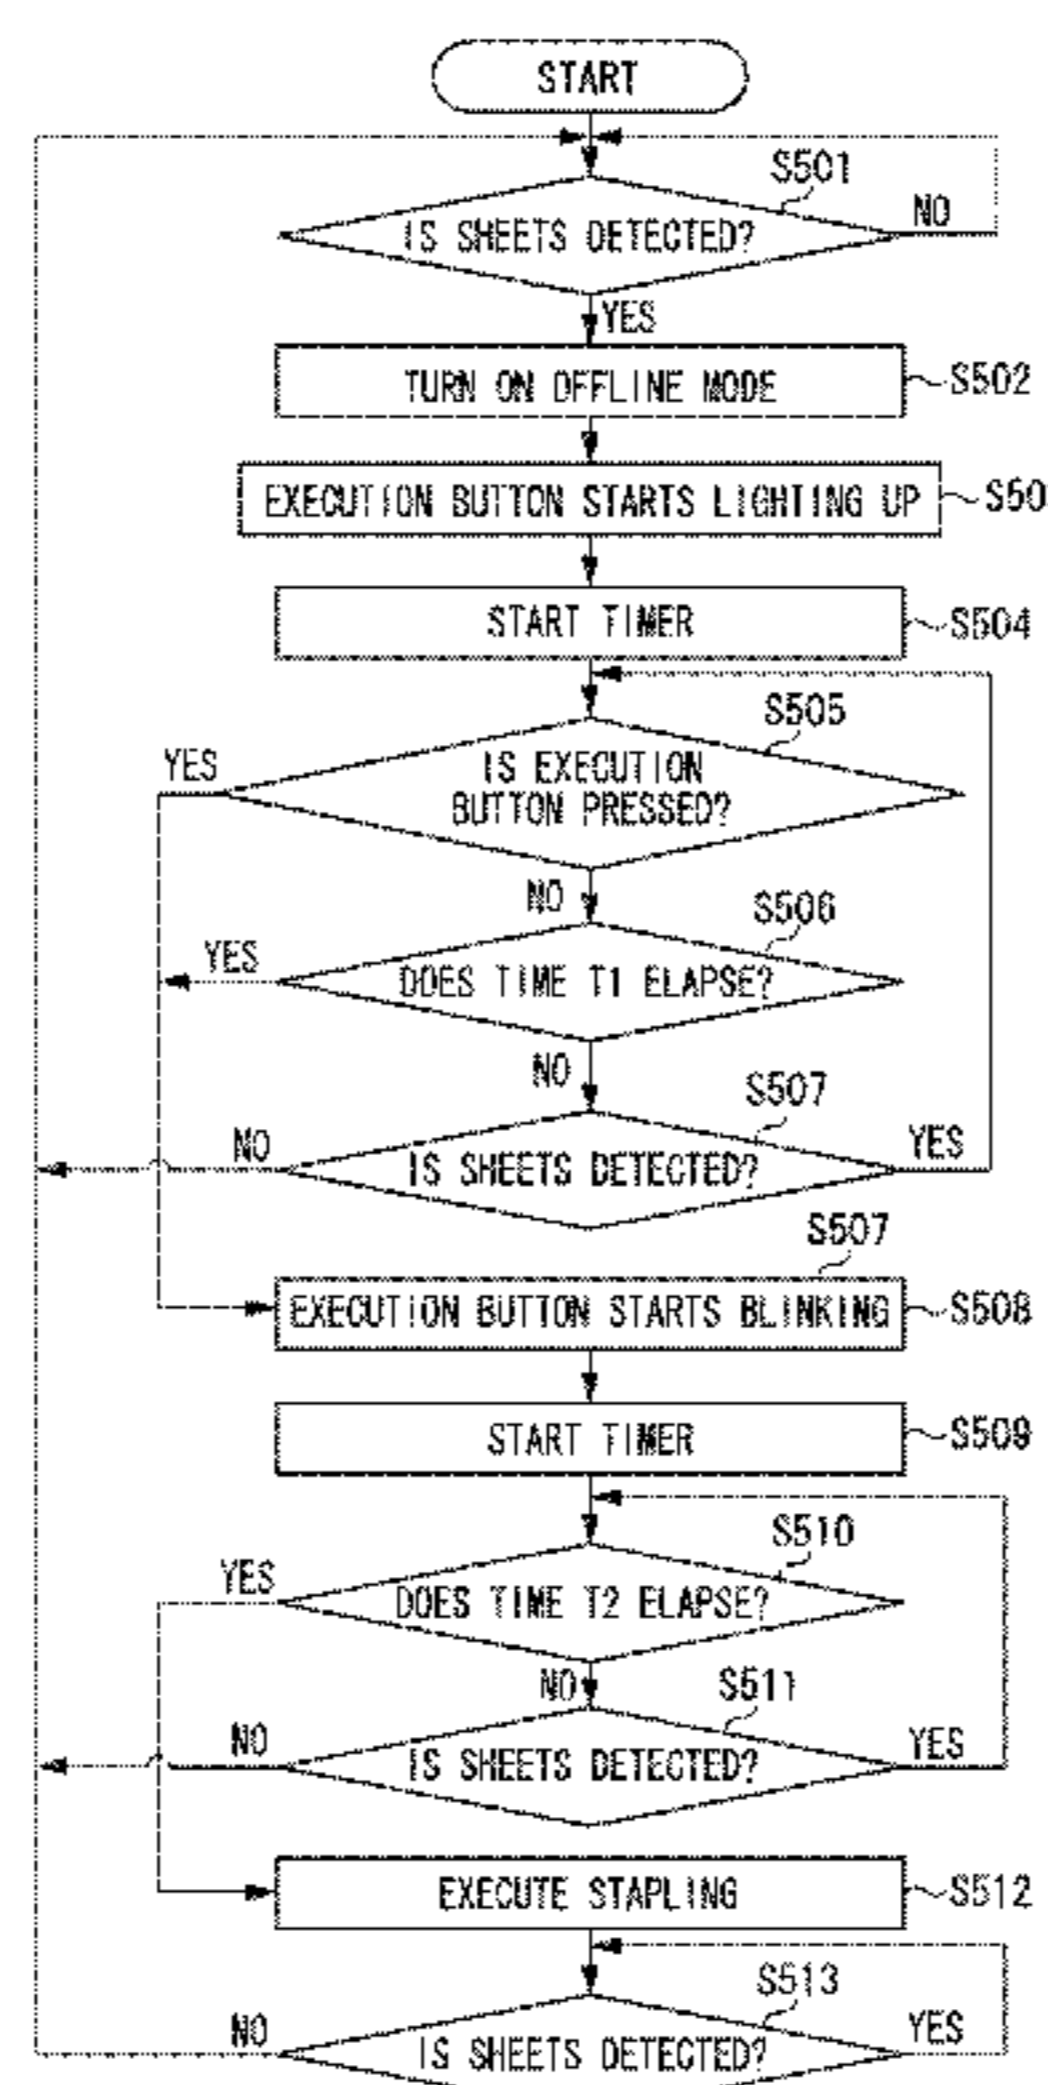 START
S501
NO
IS SHEETS DETECTED?
YES
TURN ON OFFLINE MODE
S502
EXECUTION BUTTON STARTS LIGHTING UP
S50
START TIMER
S504
S505
YES
IS EXECUTION
BUTTON PRESSED?
NO
S506
YES
DOES TIME T1 ELAPSE?
NO
S507
NO
IS SHEETS DETECTED?
YES
S507
EXECUTION BUTTON STARTS BLINKING
S508
START TIMER
S509
S510
YES
DOES TIME T2 ELAPSE?
NO
S511
NO
IS SHEETS DETECTED?
YES
EXECUTE STAPLING
S512
S513
NO
IS SHEETS DETECTED?
YES